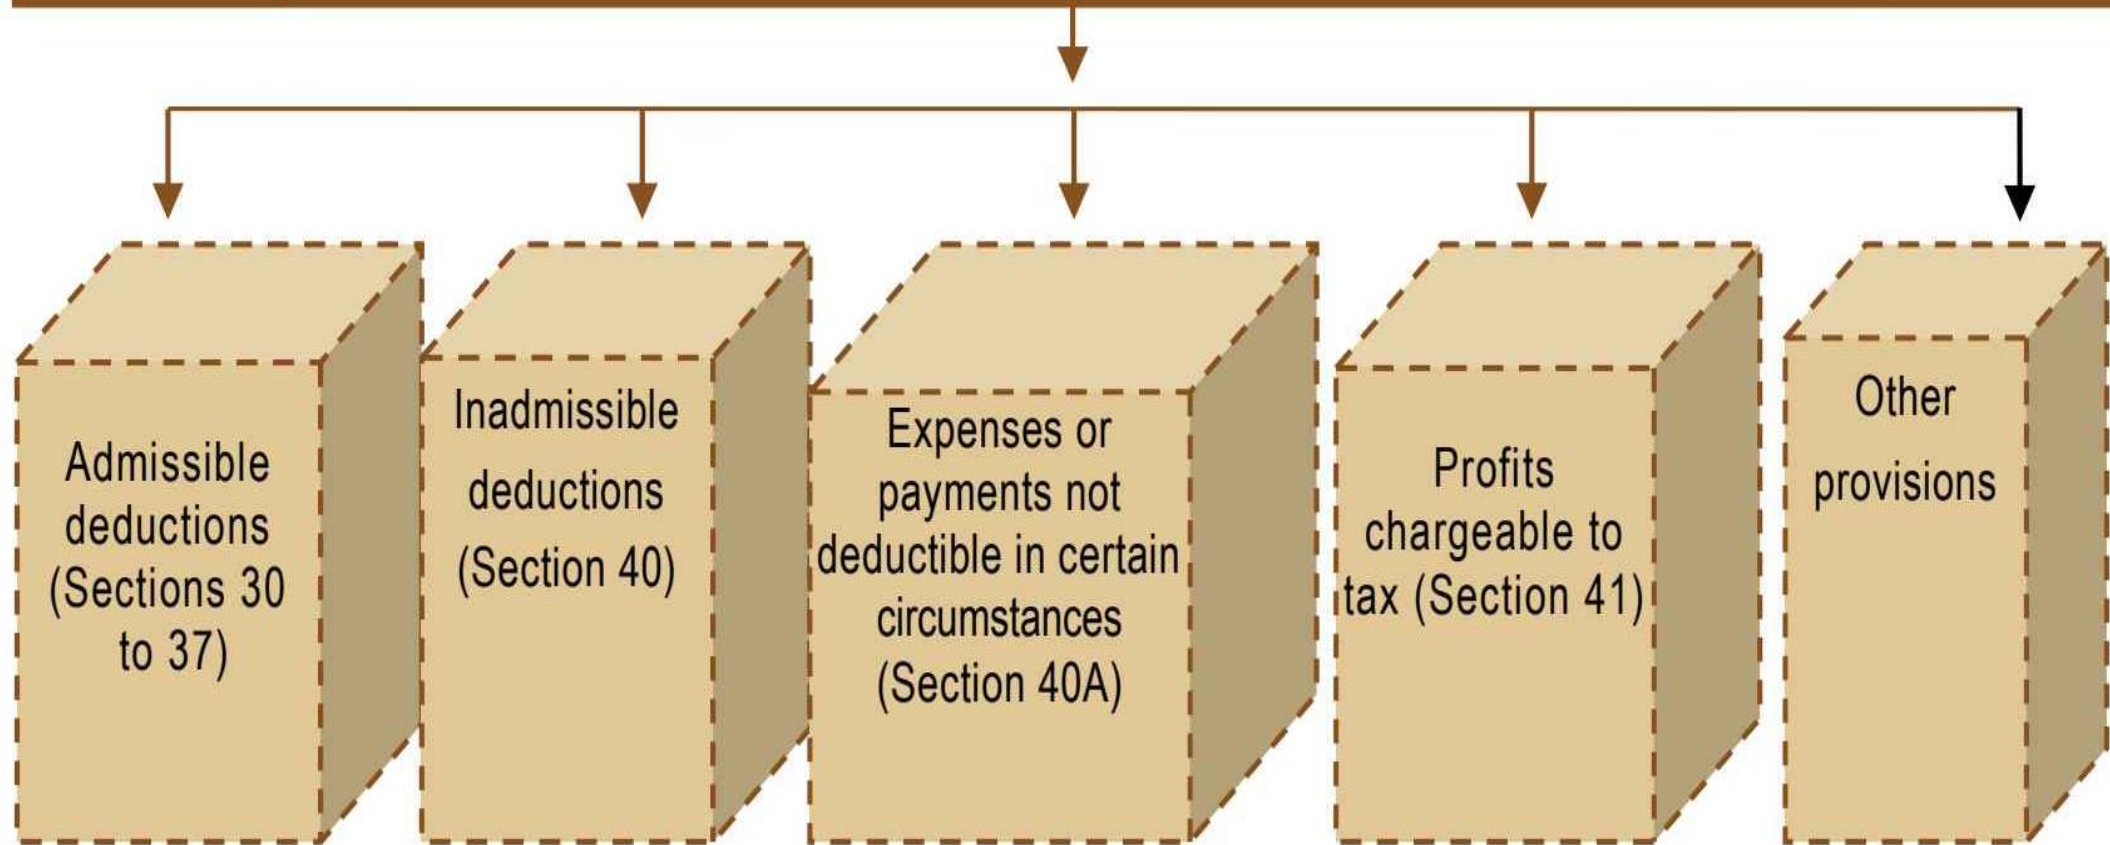 Admissible
deductions
(Sections 30
to 37)
Inadmissible
deductions
(Section 40)
Expenses or
payments not
deductible in certain
circumstances
(Section 40A)
Profits
chargeable to
tax (Section 41)
Other
provisions